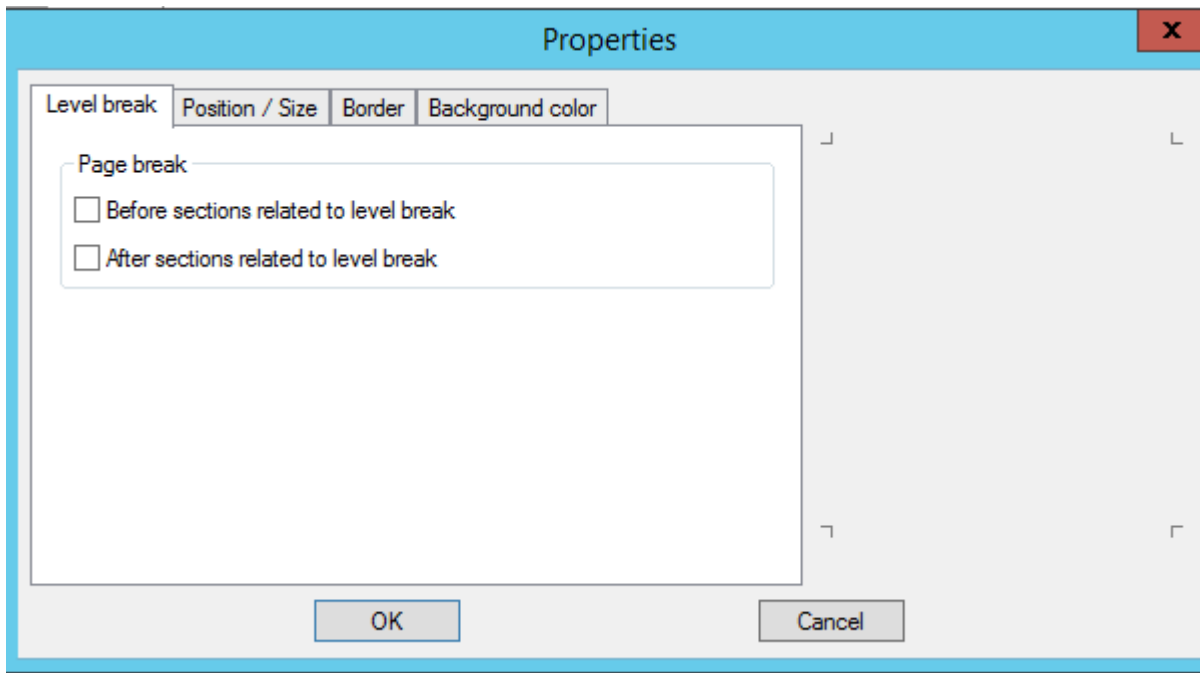 Properties
x
Level break Position / Size Border Background color
Page break
Before sections related to level break
After sections related to level break
OK Cancel